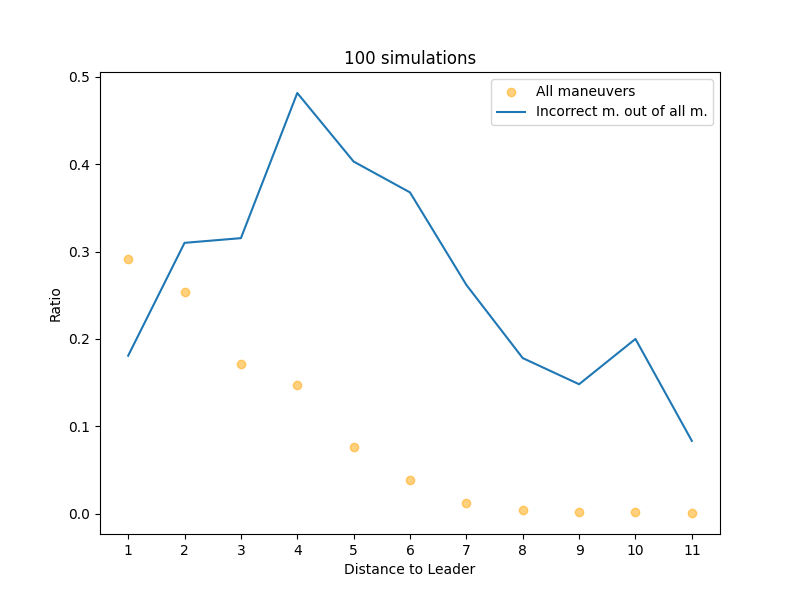 100 simulations
All maneuvers
Incorrect m. out of all m.
0.5
0.4
0.3
0.2
0.1
0.0
Ratio
1 2 3 4 5 6 7 8 9 10 11
Distance to Leader